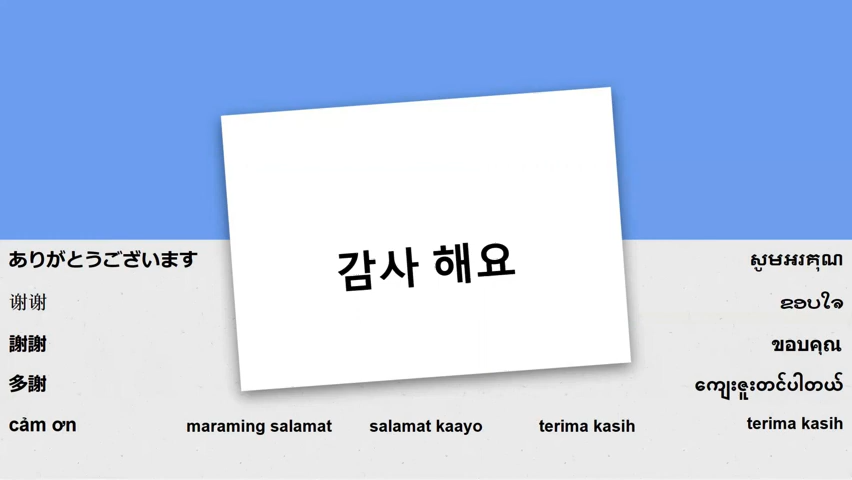 감사 해요
ありがとうございます
谢谢
謝謝
多謝
cảm ơn
maraming salamat
salamat kaayo
terima kasih
សូមអរគុណ
ຂອບໃຈ
ขอบคุณ
ကျေးဇူးတင်ပါတယ်
terima kasih